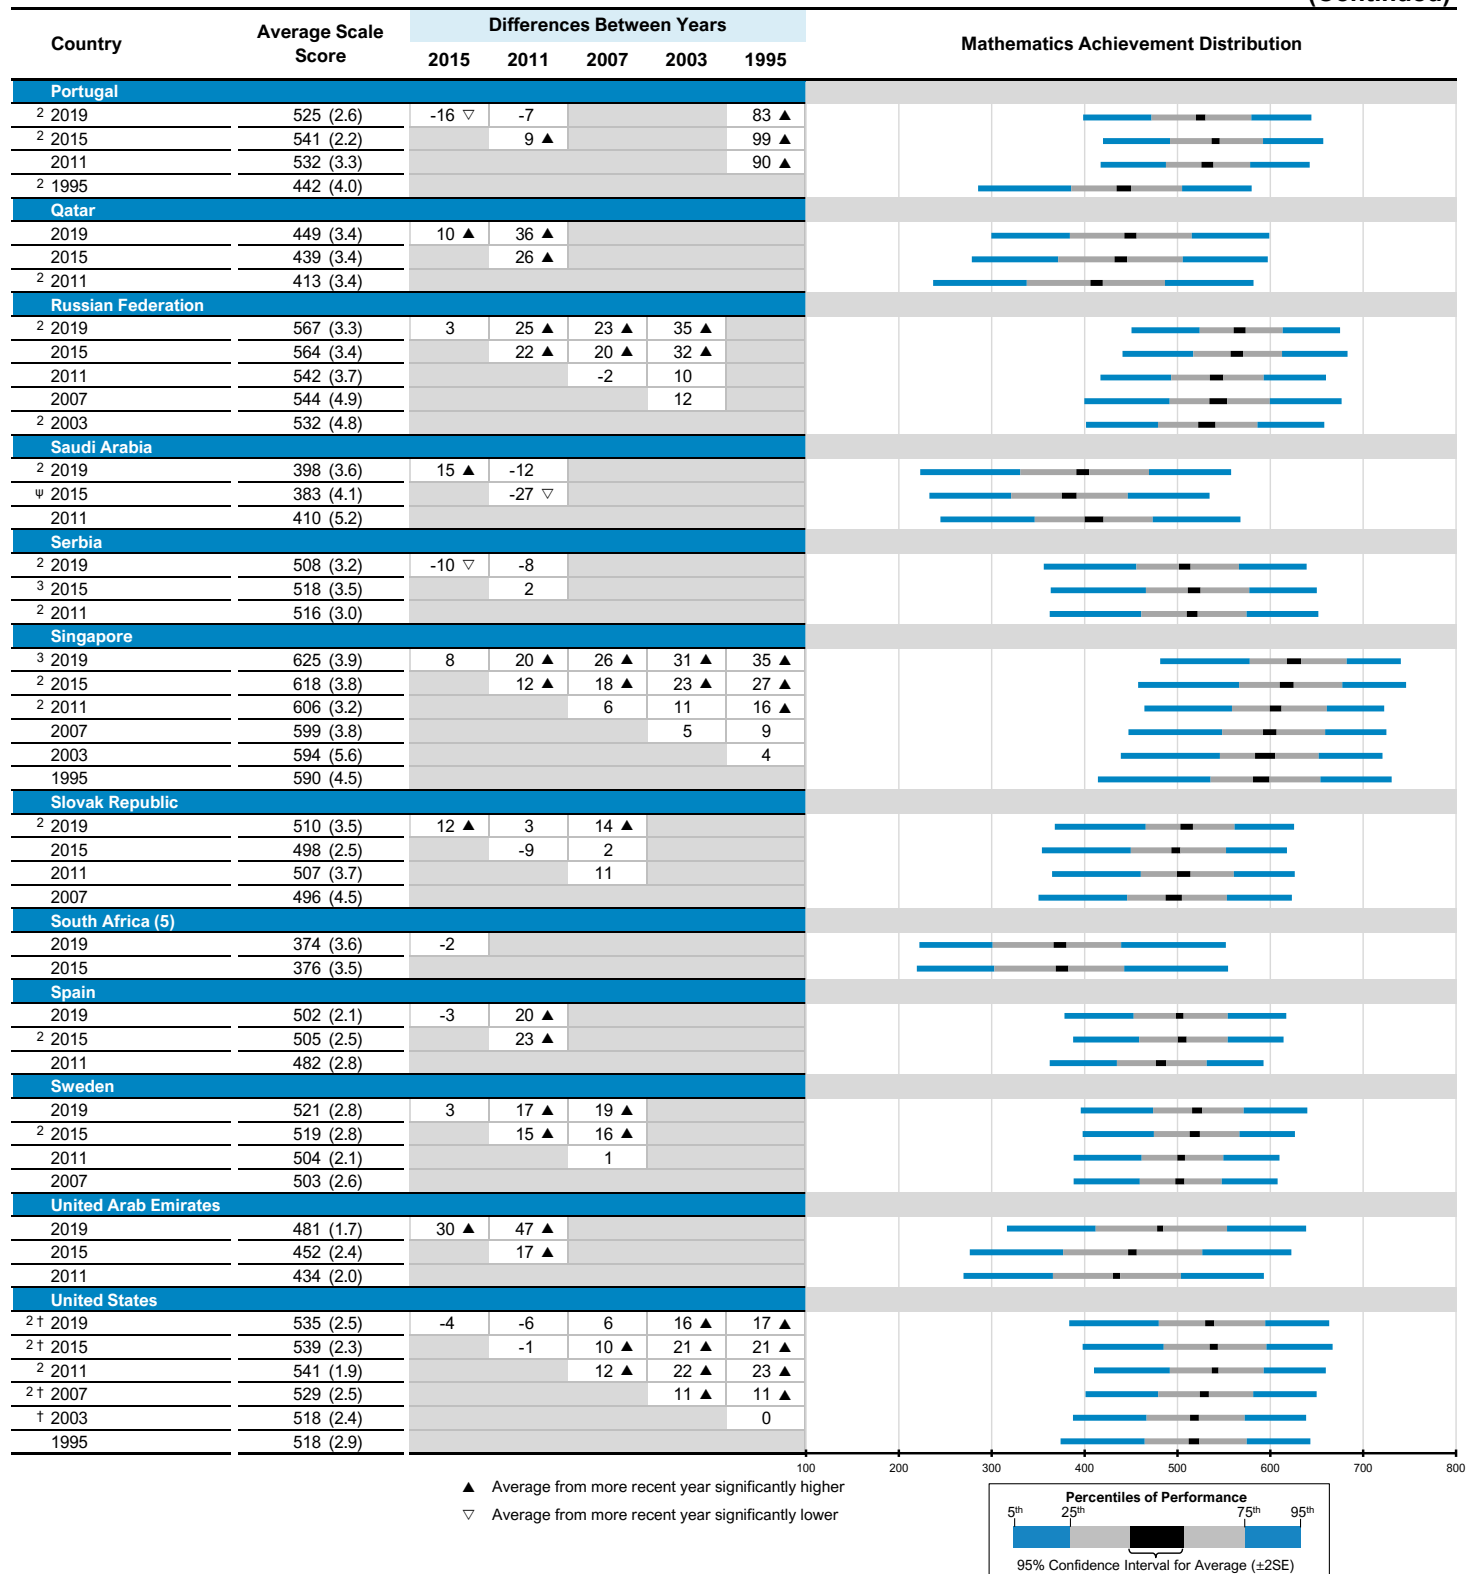 (Continued)
Country Average Scale Score Differences Between Years Mathematics Achievement Distribution
2015 2011 2007 2003 1995
Portugal
2 2019 525 (2.6) -16 ▽ -7 83 ▲
2 2015 541 (2.2) 9 ▲ 99 ▲
2011 532 (3.3) 90 ▲
2 1995 442 (4.0)
Qatar
2019 449 (3.4) 10 ▲ 36 ▲
2015 439 (3.4) 26 ▲
2 2011 413 (3.4)
Russian Federation
2 2019 567 (3.3) 3 25 ▲ 23 ▲ 35 ▲
2015 564 (3.4) 22 ▲ 20 ▲ 32 ▲
2011 542 (3.7) -2 10
2007 544 (4.9) 12
2 2003 532 (4.8)
Saudi Arabia
2 2019 398 (3.6) 15 ▲ -12
ψ 2015 383 (4.1) -27 ▽
2011 410 (5.2)
Serbia
2 2019 508 (3.2) -10 ▽ -8
3 2015 518 (3.5) 2
2 2011 516 (3.0)
Singapore
3 2019 625 (3.9) 8 20 ▲ 26 ▲ 31 ▲ 35 ▲
2 2015 618 (3.8) 12 ▲ 18 ▲ 23 ▲ 27 ▲
2 2011 606 (3.2) 6 11 16 ▲
2007 599 (3.8) 5 9
2003 594 (5.6) 4
1995 590 (4.5)
Slovak Republic
2 2019 510 (3.5) 12 ▲ 3 14 ▲
2015 498 (2.5) -9 2
2011 507 (3.7) 11
2007 496 (4.5)
South Africa (5)
2019 374 (3.6) -2
2015 376 (3.5)
Spain
2019 502 (2.1) -3 20 ▲
2 2015 505 (2.5) 23 ▲
2011 482 (2.8)
Sweden
2019 521 (2.8) 3 17 ▲ 19 ▲
2 2015 519 (2.8) 15 ▲ 16 ▲
2011 504 (2.1) 1
2007 503 (2.6)
United Arab Emirates
2019 481 (1.7) 30 ▲ 47 ▲
2015 452 (2.4) 17 ▲
2011 434 (2.0)
United States
2 † 2019 535 (2.5) -4 -6 6 16 ▲ 17 ▲
2 † 2015 539 (2.3) -1 10 ▲ 21 ▲ 21 ▲
2 2011 541 (1.9) 12 ▲ 22 ▲ 23 ▲
2 † 2007 529 (2.5) 11 ▲ 11 ▲
† 2003 518 (2.4) 0
1995 518 (2.9)
100 200 300 400 500 600 700 800
▲ Average from more recent year significantly higher
▽ Average from more recent year significantly lower
Percentiles of Performance
5th 25th 75th 95th
95% Confidence Interval for Average (±2SE)